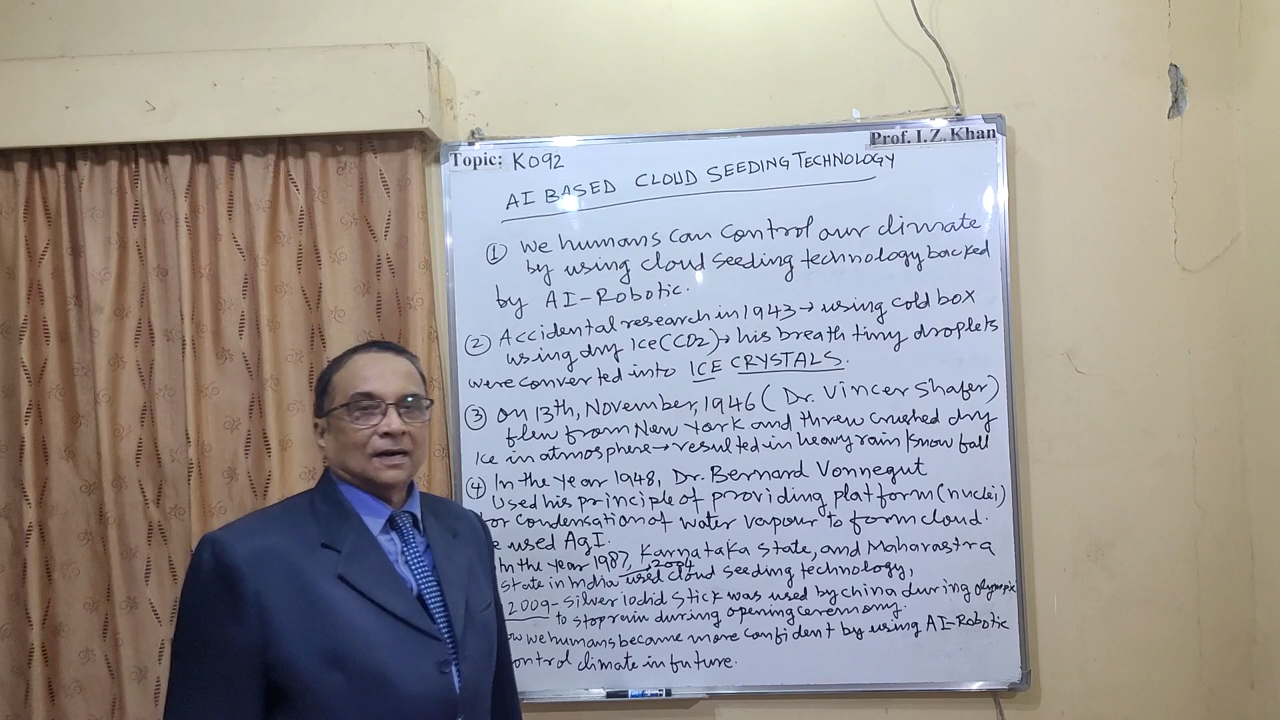 Prof. I.Z.Khan
Topic: K092
AI BASED CLOUD SEEDING TECHNOLOGY
① We humans can control our climate
by using cloud seeding technology backed
by AI-Robotic.
② Accidental research in 1943→ using cold box
using dry Ice (CO2)→ his breath tiny droplets
were converted into ICE CRYSTALS.
③ On 13th, November, 1946 (Dr. Vincer Shafer)
flew from New York and threw crushed dry
Ice in atmosphere→ resulted in heavy rain know fall
④ In the Year 1948, Dr. Bernand Vonnegut
Used his principle of providing platform (nuclei)
for condensation of water vapour to form cloud.
e used AgI.
In the Year 1987, Karnataka state, and Maharastra
2004
state in India used cloud seeding technology,
2009- Silver Iodid stick was used by china during olympic
to stop rain during opening ceremony.
ow we humans became more confident by using AI-Robotic
ontrol climate in future.